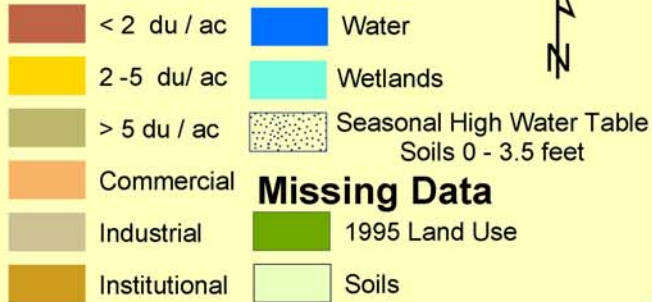 < 2 du / ac
2 -5 du/ ac
> 5 du / ac
Commercial
Industrial
Institutional
Water
Wetlands
Seasonal High Water Table
Soils 0 - 3.5 feet
Missing Data
1995 Land Use
Soils
N